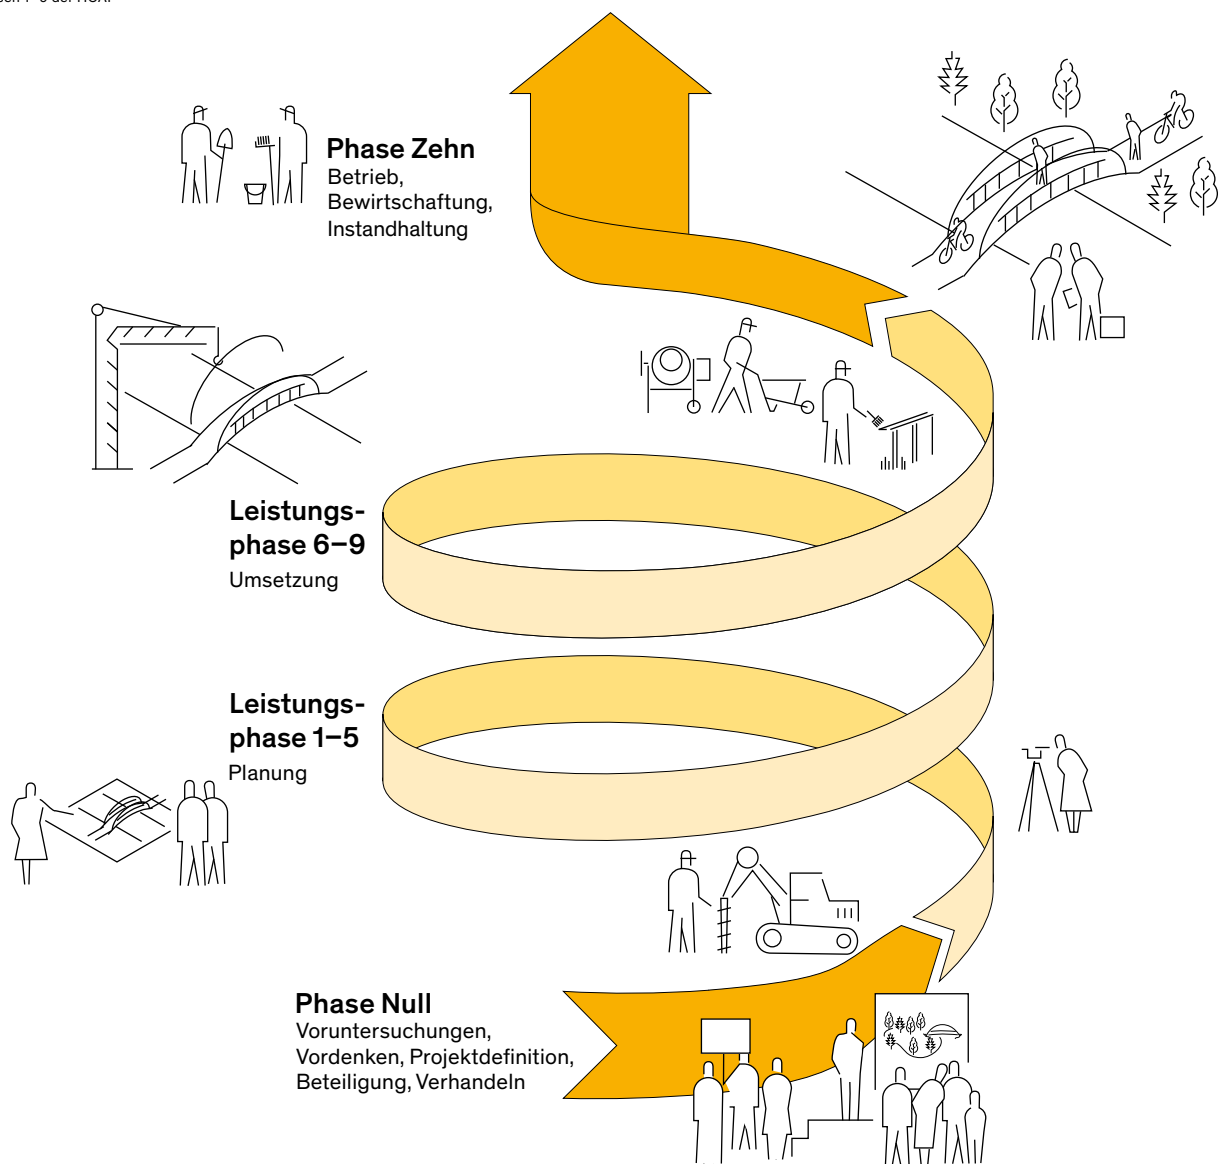 Phase Zehn
Betrieb,
Bewirtschaftung,
Instandhaltung
Leistungs-
phase 6–9
Umsetzung
Leistungs-
phase 1–5
Planung
Phase Null
Voruntersuchungen,
Vordenken, Projektdefinition,
Beteiligung, Verhandeln